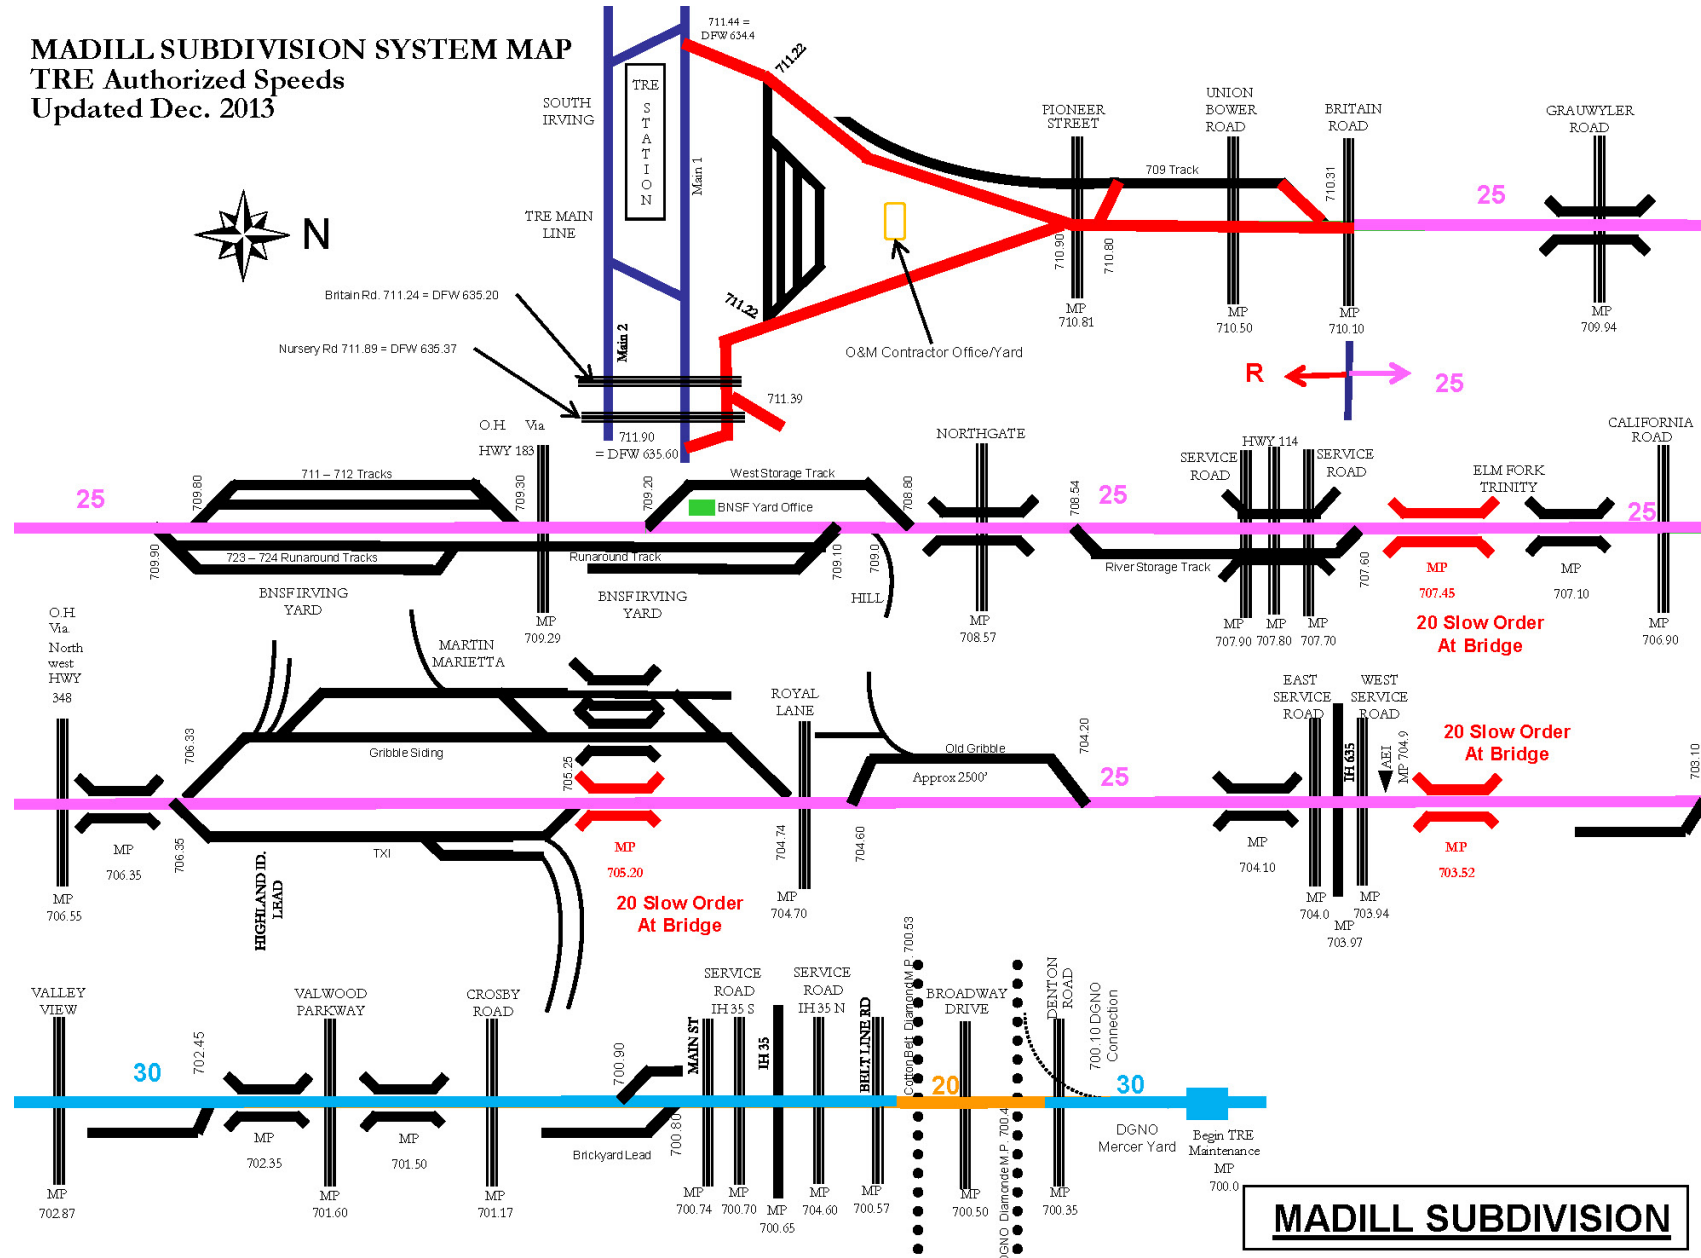 MADILL SUBDIVISION SYSTEM MAP
TRE Authorized Speeds
Updated Dec. 2013
N
711.44 =
DFW 634.4
711.22
TRE
S
T
A
T
I
O
N
SOUTH
IRVING
Main 1
TRE MAIN
LINE
Britain Rd. 711.24 = DFW 635.20
Nursery Rd 711.89 = DFW 635.37
Main 2
711.22
711.39
711.90
= DFW 635.60
O&M Contractor Office/Yard
PIONEER
STREET
709 Track
UNION
BOWER
ROAD
BRITAIN
ROAD
710.31
25
GRAUWYLER
ROAD
710.90
710.80
MP
710.81
MP
710.50
MP
710.10
MP
709.94
R
25
25
709.80
711 – 712 Tracks
O.H. Via
HWY 183
709.30
709.20
West Storage Track
BNSF Yard Office
708.80
NORTHGATE
708.54
25
SERVICE
ROAD
HWY 114
SERVICE
ROAD
ELM FORK
TRINITY
CALIFORNIA
ROAD
25
709.90
723 – 724 Runaround Tracks
BNSF IRVING
YARD
MP
709.29
Runaround Track
BNSF IRVING
YARD
709.10
709.0
HILL
MP
708.57
River Storage Track
MP
707.90
MP
707.80
MP
707.70
707.60
MP
707.45
20 Slow Order
At Bridge
MP
707.10
MP
706.90
O.H.
Via.
North
west
HWY
348
MARTIN
MARIETTA
706.33
Gribble Siding
705.25
ROYAL
LANE
Old Gribble
Approx 2500'
704.20
25
EAST
SERVICE
ROAD
IH 635
WEST
SERVICE
ROAD
AEI
MP 704.9
20 Slow Order
At Bridge
703.10
MP
706.55
MP
706.35
706.35
HIGHLAND ID.
LEAD
TXI
MP
705.20
20 Slow Order
At Bridge
704.74
MP
704.70
704.60
MP
704.10
MP
704.0
MP
703.97
MP
703.94
MP
703.52
VALLEY
VIEW
30
702.45
VALWOOD
PARKWAY
CROSBY
ROAD
700.90
MAIN ST
SERVICE
ROAD
IH 35 S
IH 35
SERVICE
ROAD
IH 35 N
BELT LINE RD
Cotton Belt Diamond M.P. 700.53
BROADWAY
DRIVE
20
DENTON
ROAD
700.10 DGNO
Connection
30
MP
702.87
MP
702.35
MP
701.60
MP
701.50
MP
701.17
Brickyard Lead
700.80
MP
700.74
MP
700.70
MP
700.65
MP
704.60
MP
700.57
MP
700.50
DGNO Diamonde M.P. 700.4
MP
700.35
DGNO
Mercer Yard
Begin TRE
Maintenance
MP
700.0
MADILL SUBDIVISION